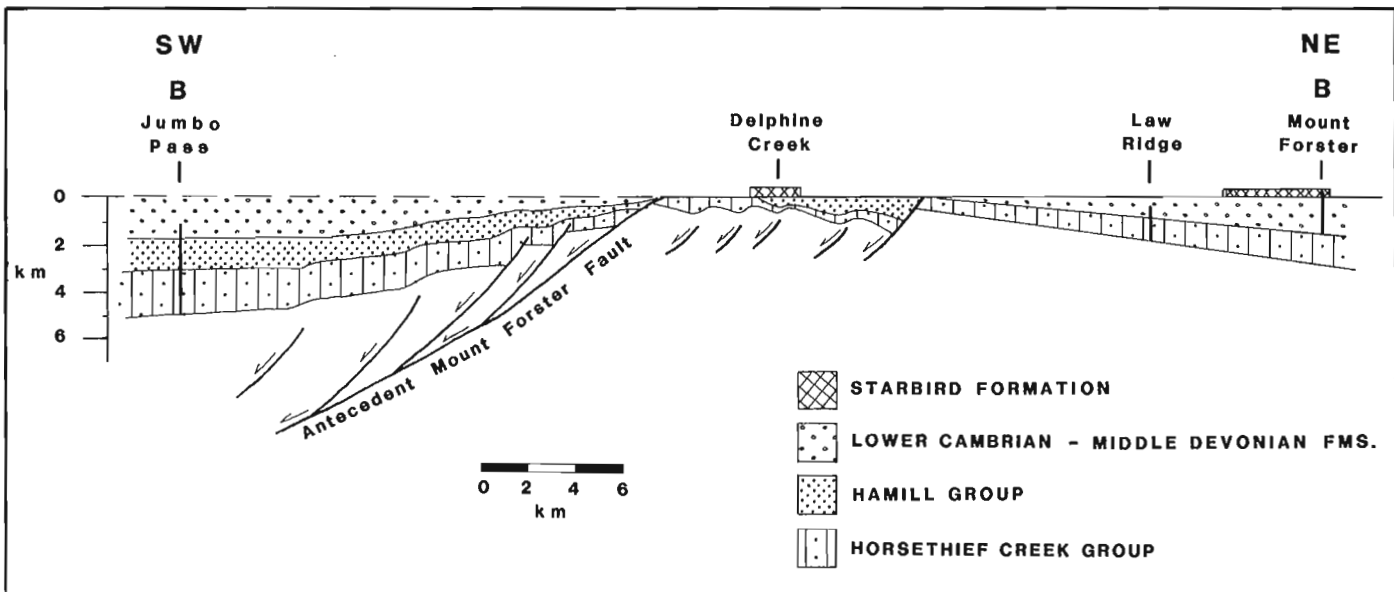 SW
NE
B
B
Jumbo
Pass
Delphine
Creek
Law
Ridge
Mount
Forster
0
2
km
4
6
Antecedent Mount Forster Fault
0 2 4 6
km
STARBIRD FORMATION
LOWER CAMBRIAN – MIDDLE DEVONIAN FMS.
HAMILL GROUP
HORSETHIEF CREEK GROUP